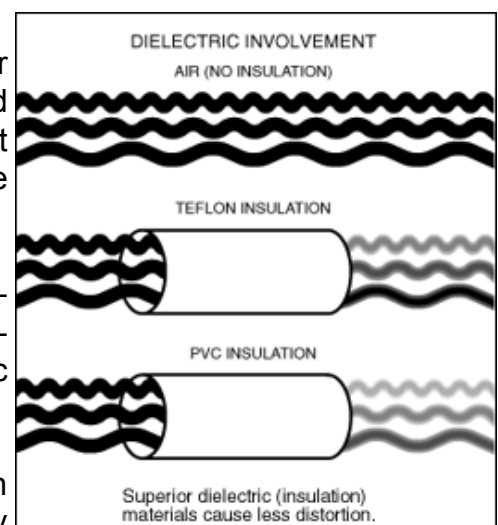 DIELECTRIC INVOLVEMENT
AIR (NO INSULATION)
TEFLON INSULATION
PVC INSULATION
Superior dielectric (insulation)
materials cause less distortion.